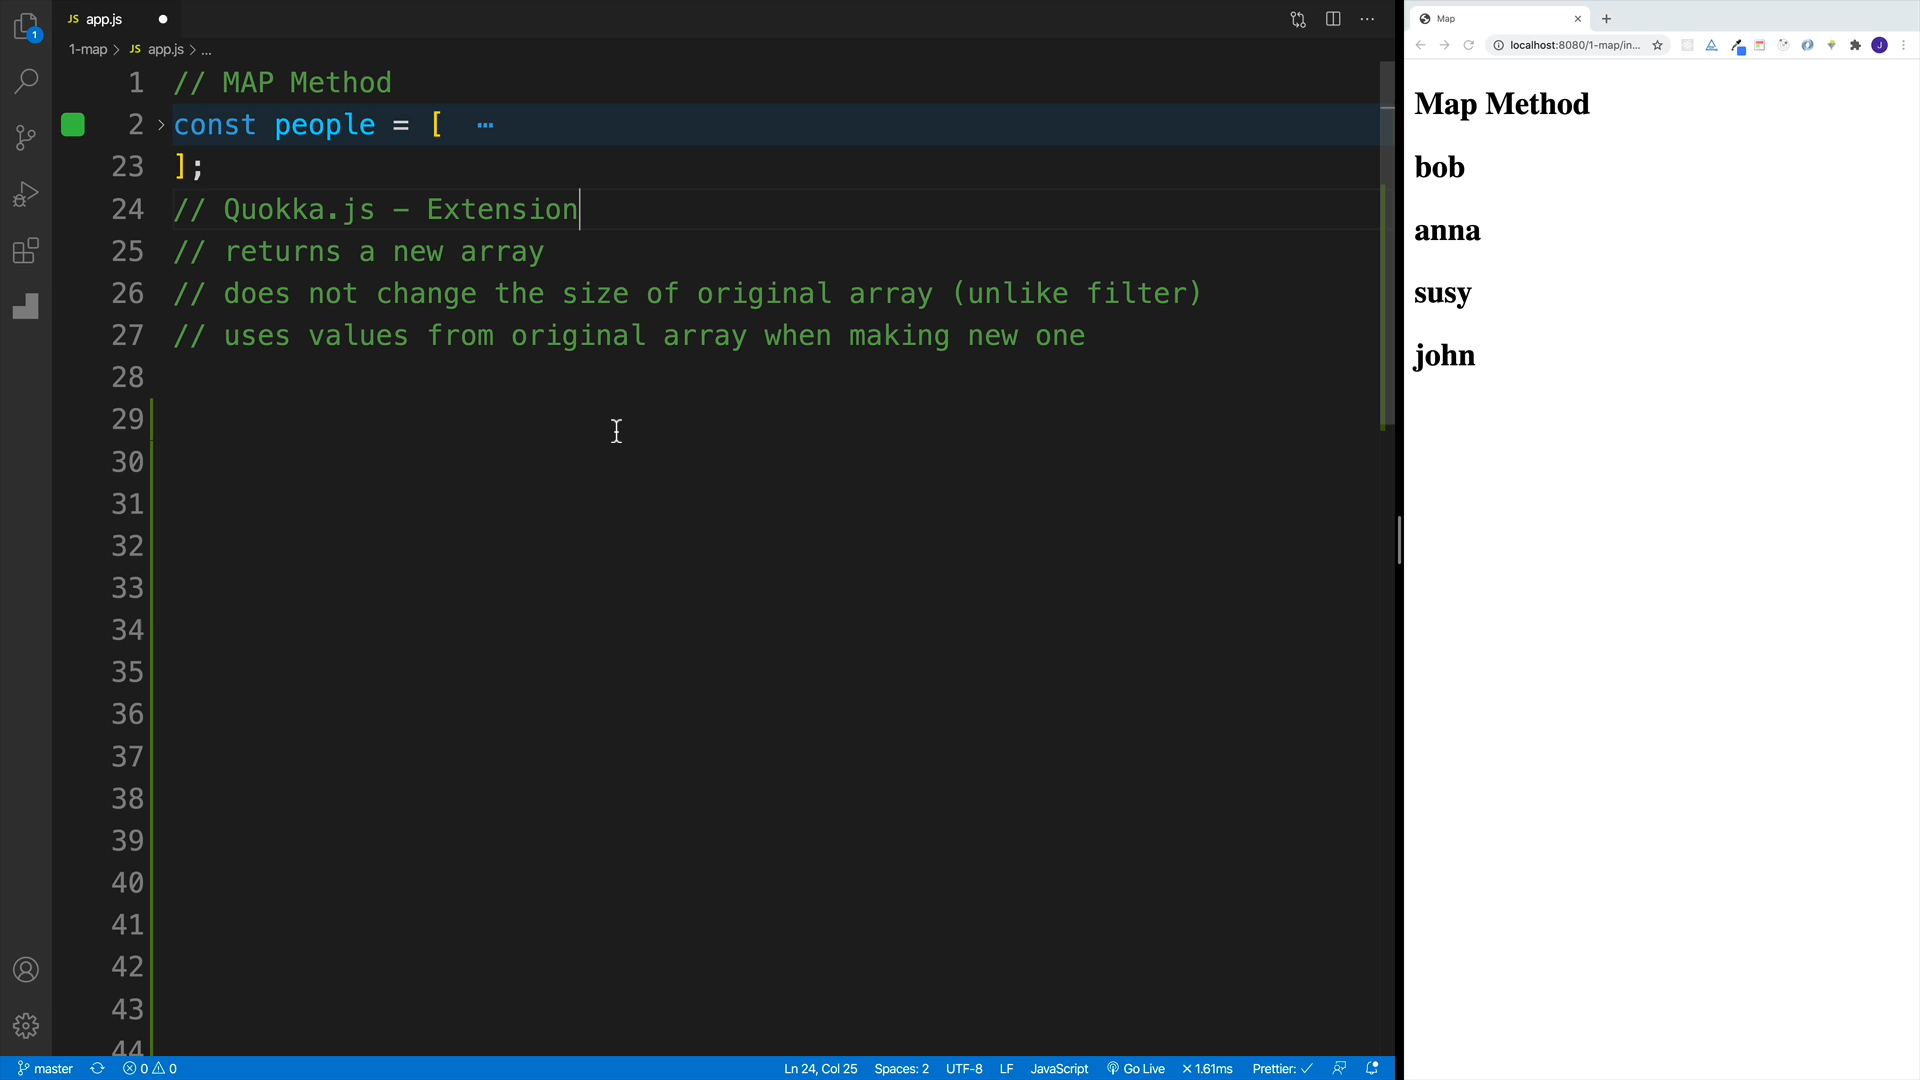 JS app.js
1-map > JS app.js > ...
1 // MAP Method
2 const people = [ …
23 ];
24 // Quokka.js - Extension
25 // returns a new array
26 // does not change the size of original array (unlike filter)
27 // uses values from original array when making new one
28
29
30
31
32
33
34
35
36
37
38
39
40
41
42
43
44
1
master
0 0
Ln 24, Col 25
Spaces: 2
UTF-8
LF
JavaScript
Go Live
× 1.61ms
Prettier: ✓
Map
localhost:8080/1-map/in...
J
Map Method
bob
anna
susy
john